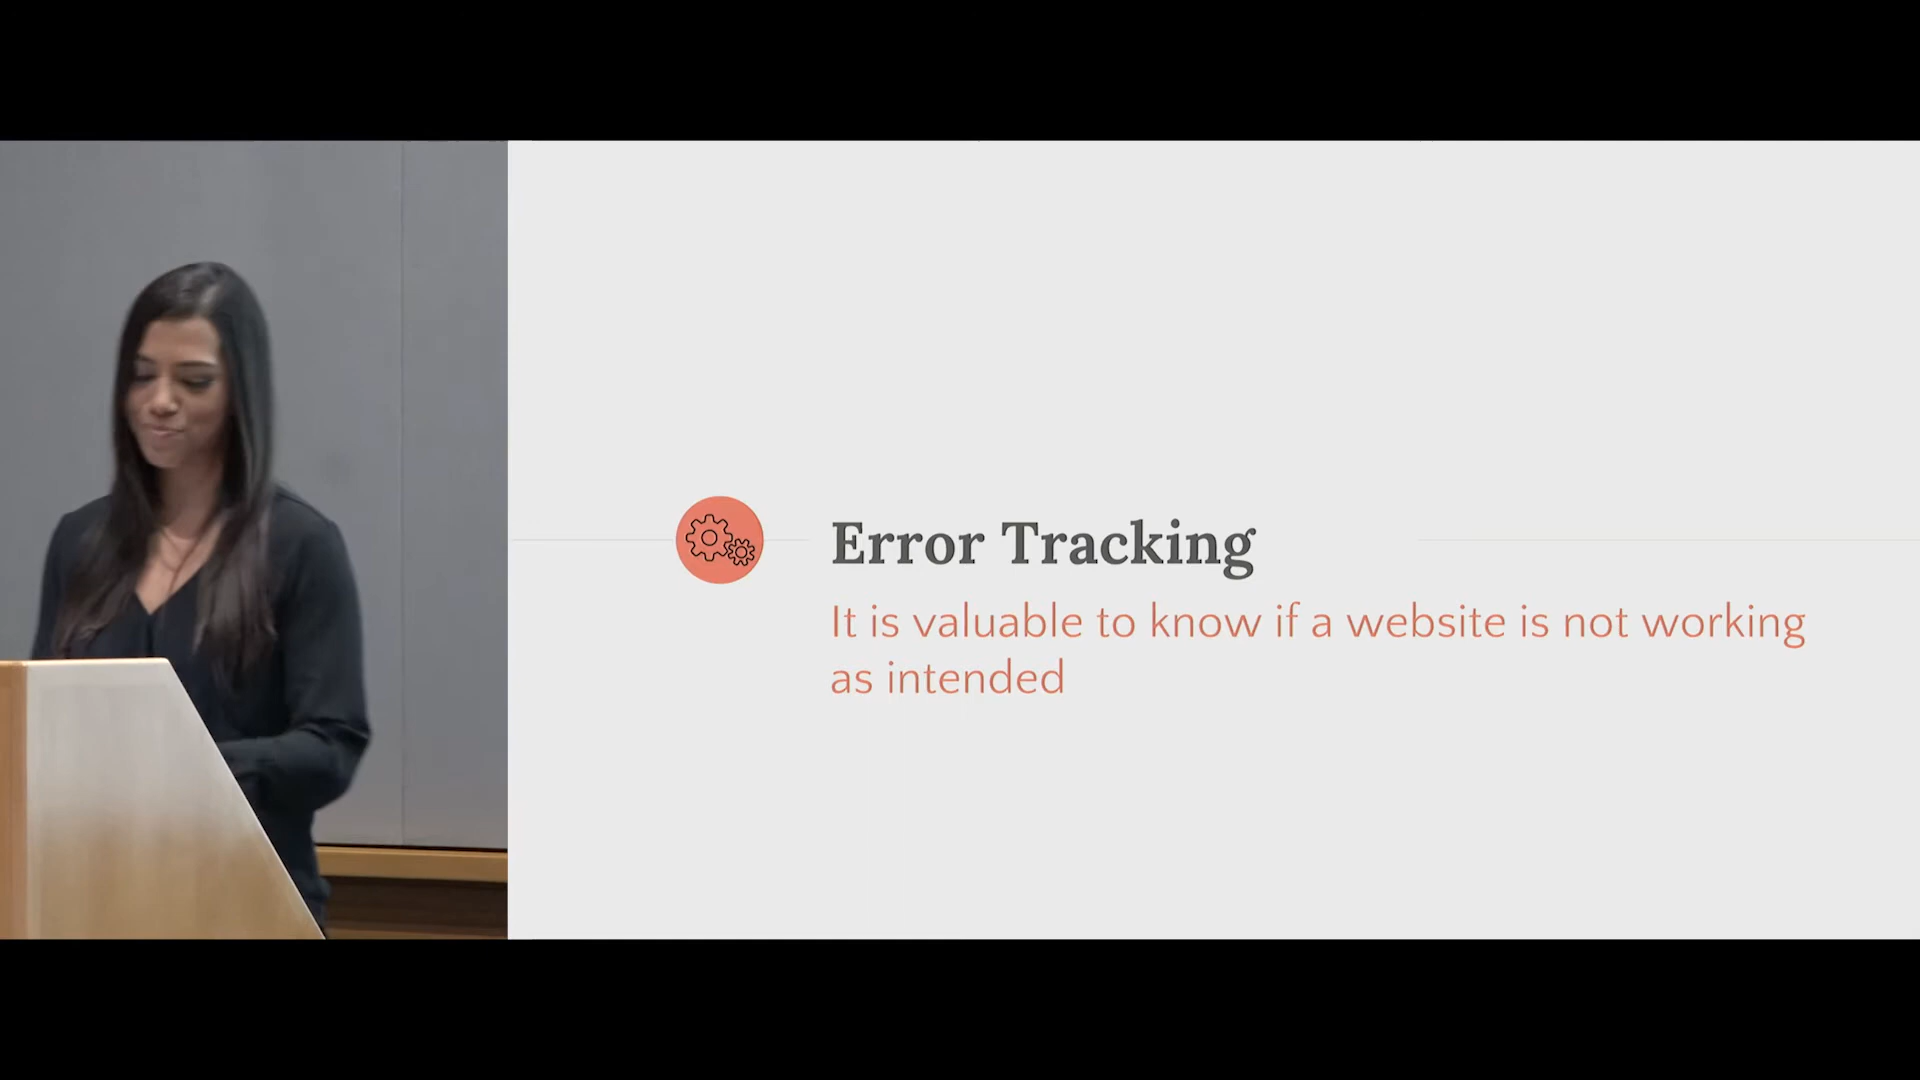 Error Tracking
It is valuable to know if a website is not working
as intended